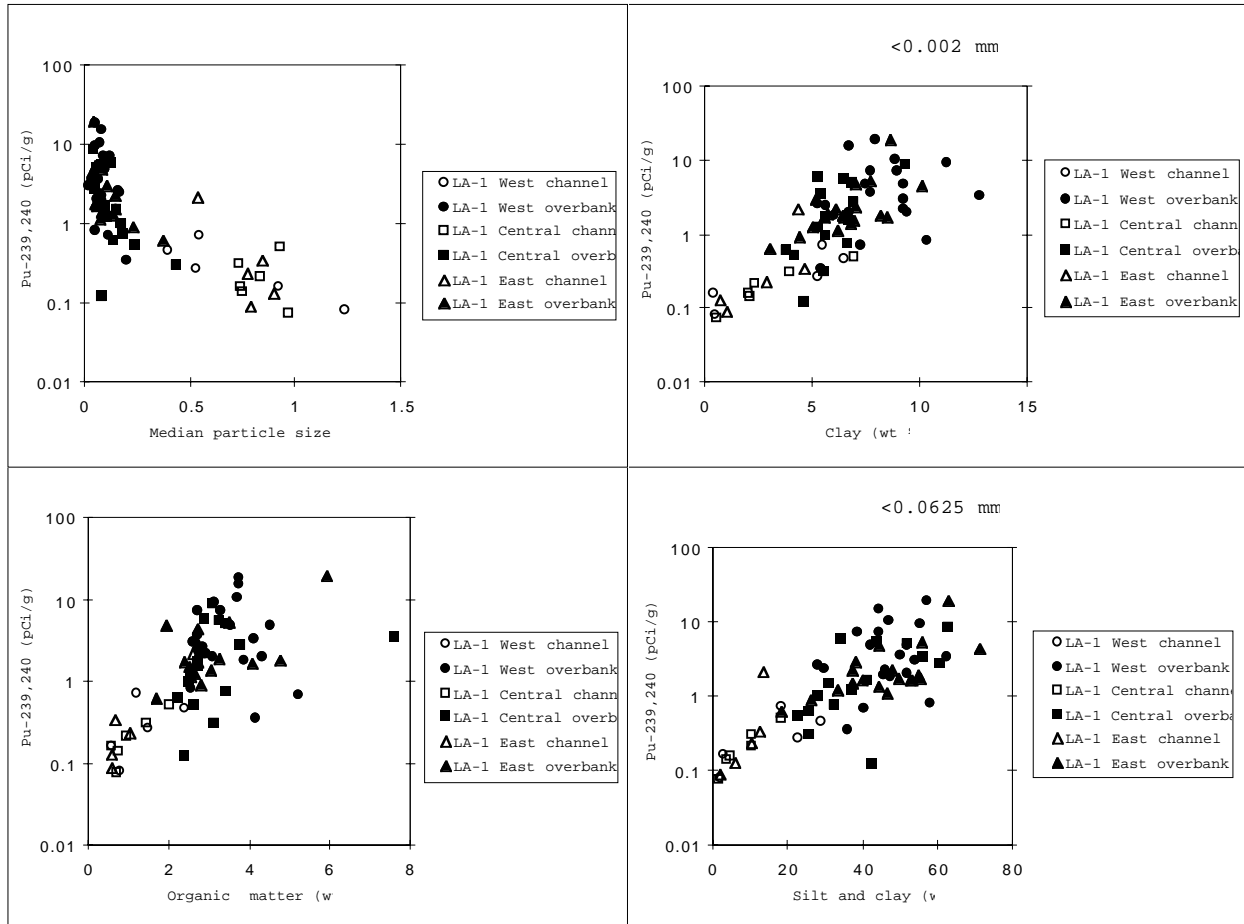 Pu-239,240 (pCi/g)
100
10
1
0.1
0.01
0
0.5
1
1.5
Median particle size
LA-1 West channel
LA-1 West overbank
LA-1 Central chann
LA-1 Central overb
LA-1 East channel
LA-1 East overbank
<0.002 mm
Pu-239,240 (pCi/g)
100
10
1
0.1
0.01
0
5
10
15
Clay (wt
LA-1 West channel
LA-1 West overbank
LA-1 Central channe
LA-1 Central overba
LA-1 East channel
LA-1 East overbank
Pu-239,240 (pCi/g)
100
10
1
0.1
0.01
0
2
4
6
8
Organic matter (w
LA-1 West channel
LA-1 West overbank
LA-1 Central chann
LA-1 Central overb
LA-1 East channel
LA-1 East overbank
<0.0625 mm
Pu-239,240 (pCi/g)
100
10
1
0.1
0.01
0
20
40
60
80
Silt and clay (w
LA-1 West channel
LA-1 West overbank
LA-1 Central channe
LA-1 Central overba
LA-1 East channel
LA-1 East overbank